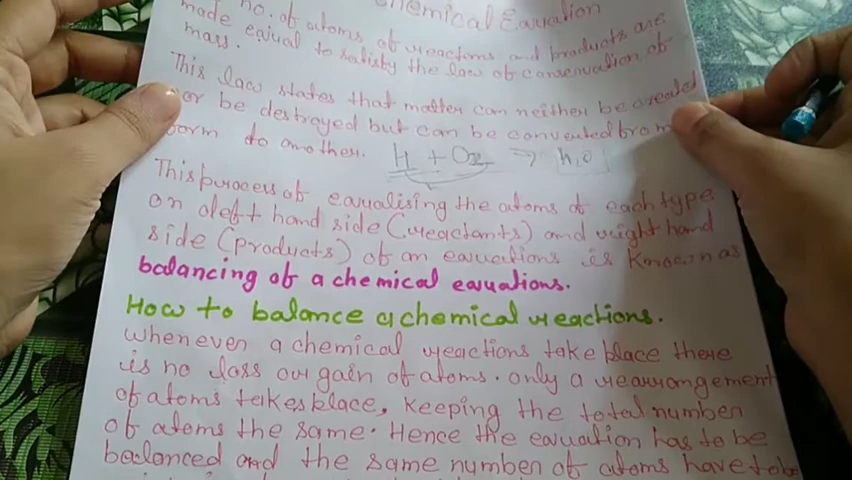 Chemical Equation
no. of atoms of reactions and products are
made equal to satisfy the law of conservation of
mass.
This law states that matter can neither be created
or be destroyed but can be converted from
form to another. H + O2 → h2o
This process of equalising the atoms of each type
on left hand side (reactants) and right hand
side (products) of an equations is known as
balancing of a chemical equations.
How to balance a chemical reactions.
Whenever a chemical reactions take place there
is no loss or gain of atoms. only a rearrangement
of atoms takes place, keeping the total number
of atoms the same. Hence the equation has to be
balanced and the same number of atoms have to be